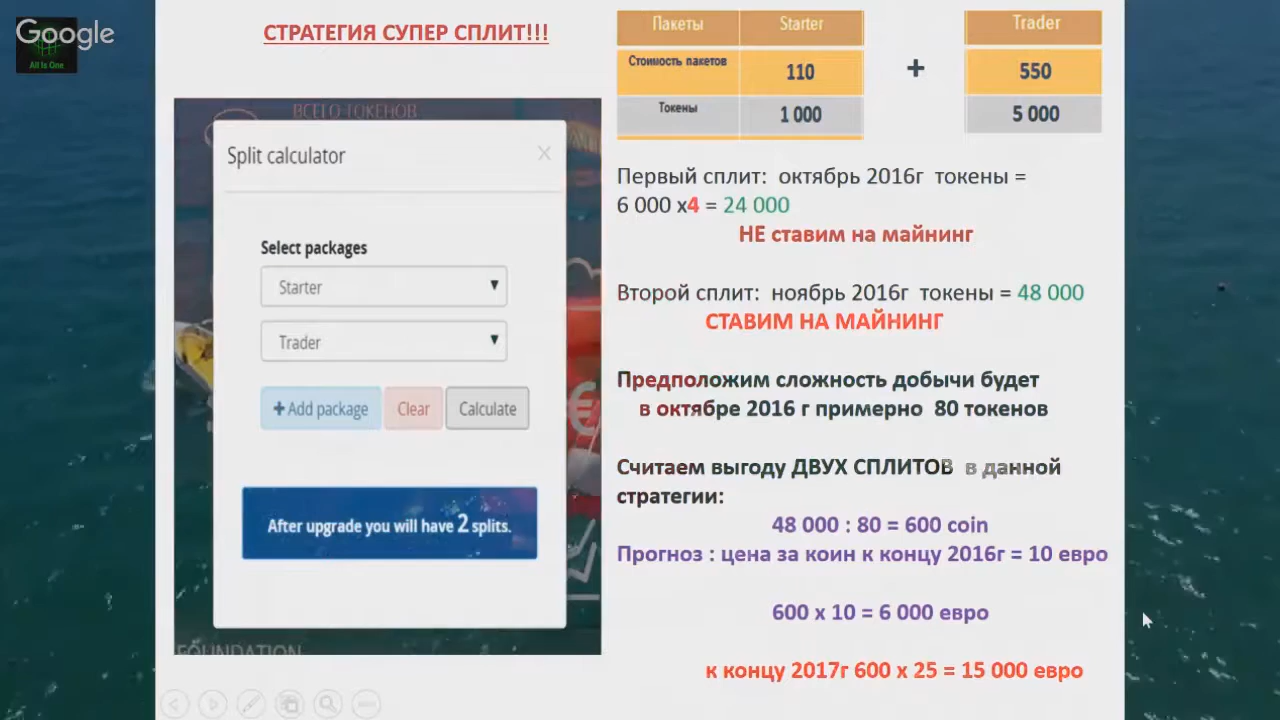 Google
All Is One
СТРАТЕГИЯ СУПЕР СПЛИТ!!!
Пакеты Starter
Стоимость пакетов 110
Токены 1 000
+
Trader
550
5 000
ВСЕГО ТОКЕНОВ
Split calculator X
Select packages
Starter
Trader
+ Add package Clear Calculate
After upgrade you will have 2 splits.
FOUNDATION
Первый сплит: октябрь 2016г токены =
6 000 х4 = 24 000
НЕ ставим на майнинг
Второй сплит: ноябрь 2016г токены = 48 000
СТАВИМ НА МАЙНИНГ
Предположим сложность добычи будет
в октябре 2016 г примерно 80 токенов
Считаем выгоду ДВУХ СПЛИТОВ в данной
стратегии:
48 000 : 80 = 600 coin
Прогноз : цена за коин к концу 2016г = 10 евро
600 х 10 = 6 000 евро
к концу 2017г 600 х 25 = 15 000 евро